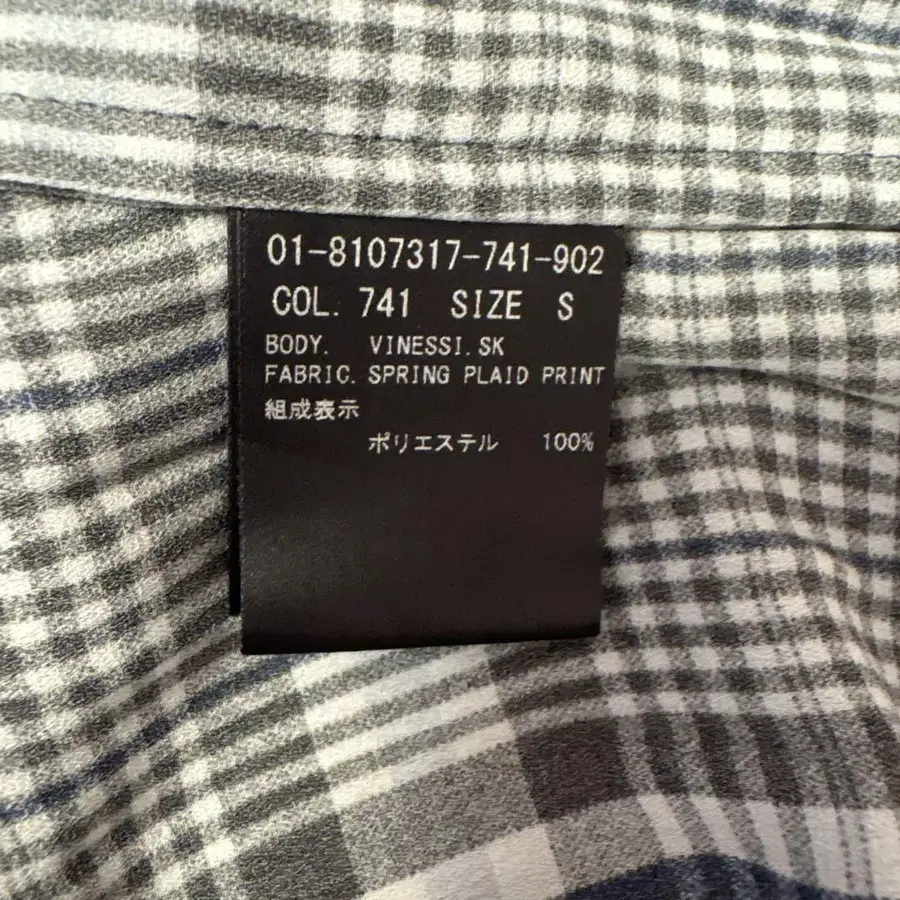 01-8107317-741-902
COL. 741 SIZE S
BODY. VINESSI.SK
FABRIC. SPRING PLAID PRINT
組成表示
ポリエステル 100%